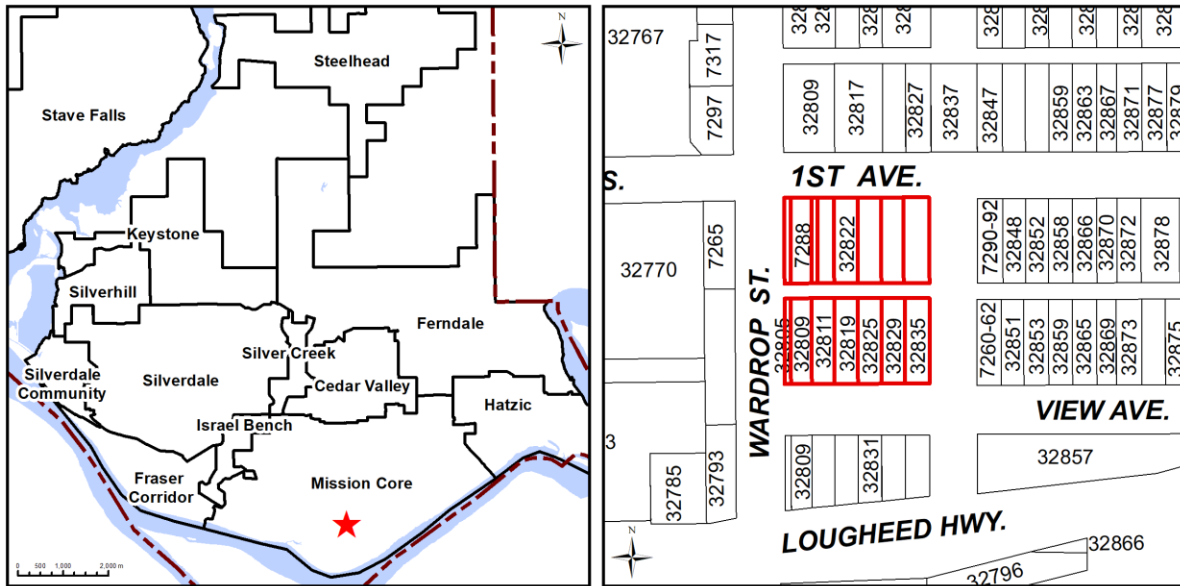 N
Steelhead
Stave Falls
Keystone
Silverhill
Ferndale
Silver Creek
Silverdale
Community
Silverdale
Cedar Valley
Hatzic
Israel Bench
Fraser
Corridor
Mission Core
0 500 1,000 2,000 m
32767
7317
7297
32809
32817
32827
32837
32847
32859
32863
32867
32871
32877
32879
S.
1ST AVE.
32770
7265
7288
32822
7290-92
32848
32852
32858
32866
32870
32872
32878
WARDROP ST.
32809
32811
32819
32825
32829
32835
7260-62
32851
32853
32859
32865
32869
32873
32875
VIEW AVE.
3
32785
32793
32809
32831
32857
LOUGHEED HWY.
N
32866
32796